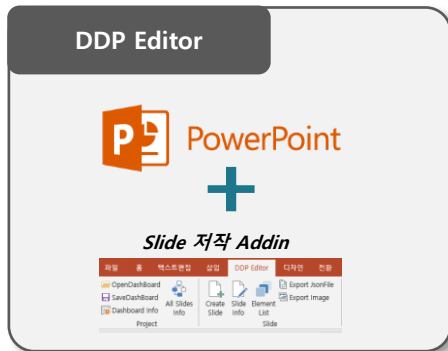 DDP Editor
P PowerPoint
+
Slide 저작 Addin
파일 홈 텍스트편집 삽입 DDP Editor 디자인 전환
OpenDashBoard
SaveDashBoard
Dashboard Info
All Slides Info
Create Slide
Slide Info
Element List
Export JsonFile
Export Image
Project
Slide